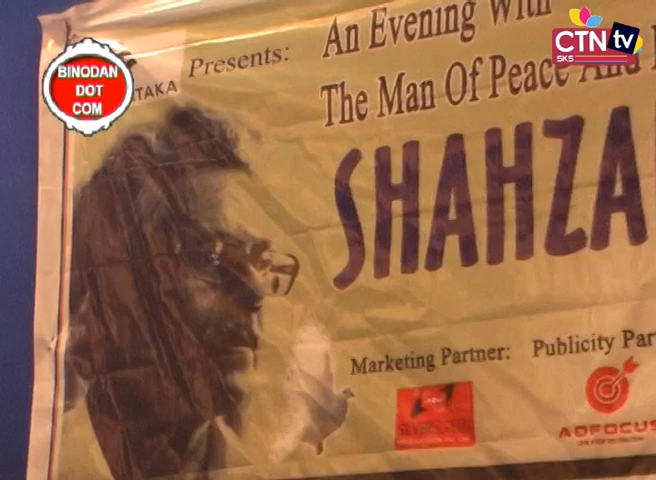 CTN tv
SKS
BINODAN
DOT
COM
TAKA
Presents:
An Evening With
The Man Of Peace And
SHAHZA
Marketing Partner:
Publicity Par
ADFOCUS